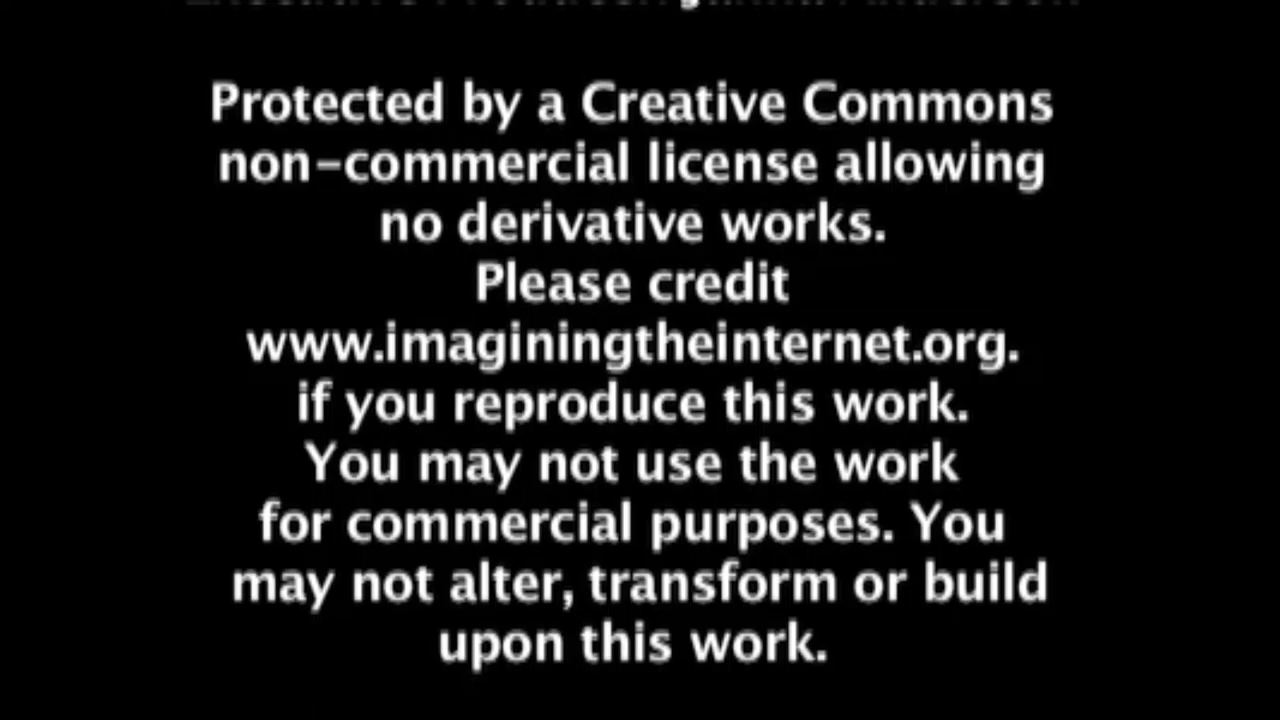 Protected by a Creative Commons
non-commercial license allowing
no derivative works.
Please credit
www.imaginingtheinternet.org.
if you reproduce this work.
You may not use the work
for commercial purposes. You
may not alter, transform or build
upon this work.